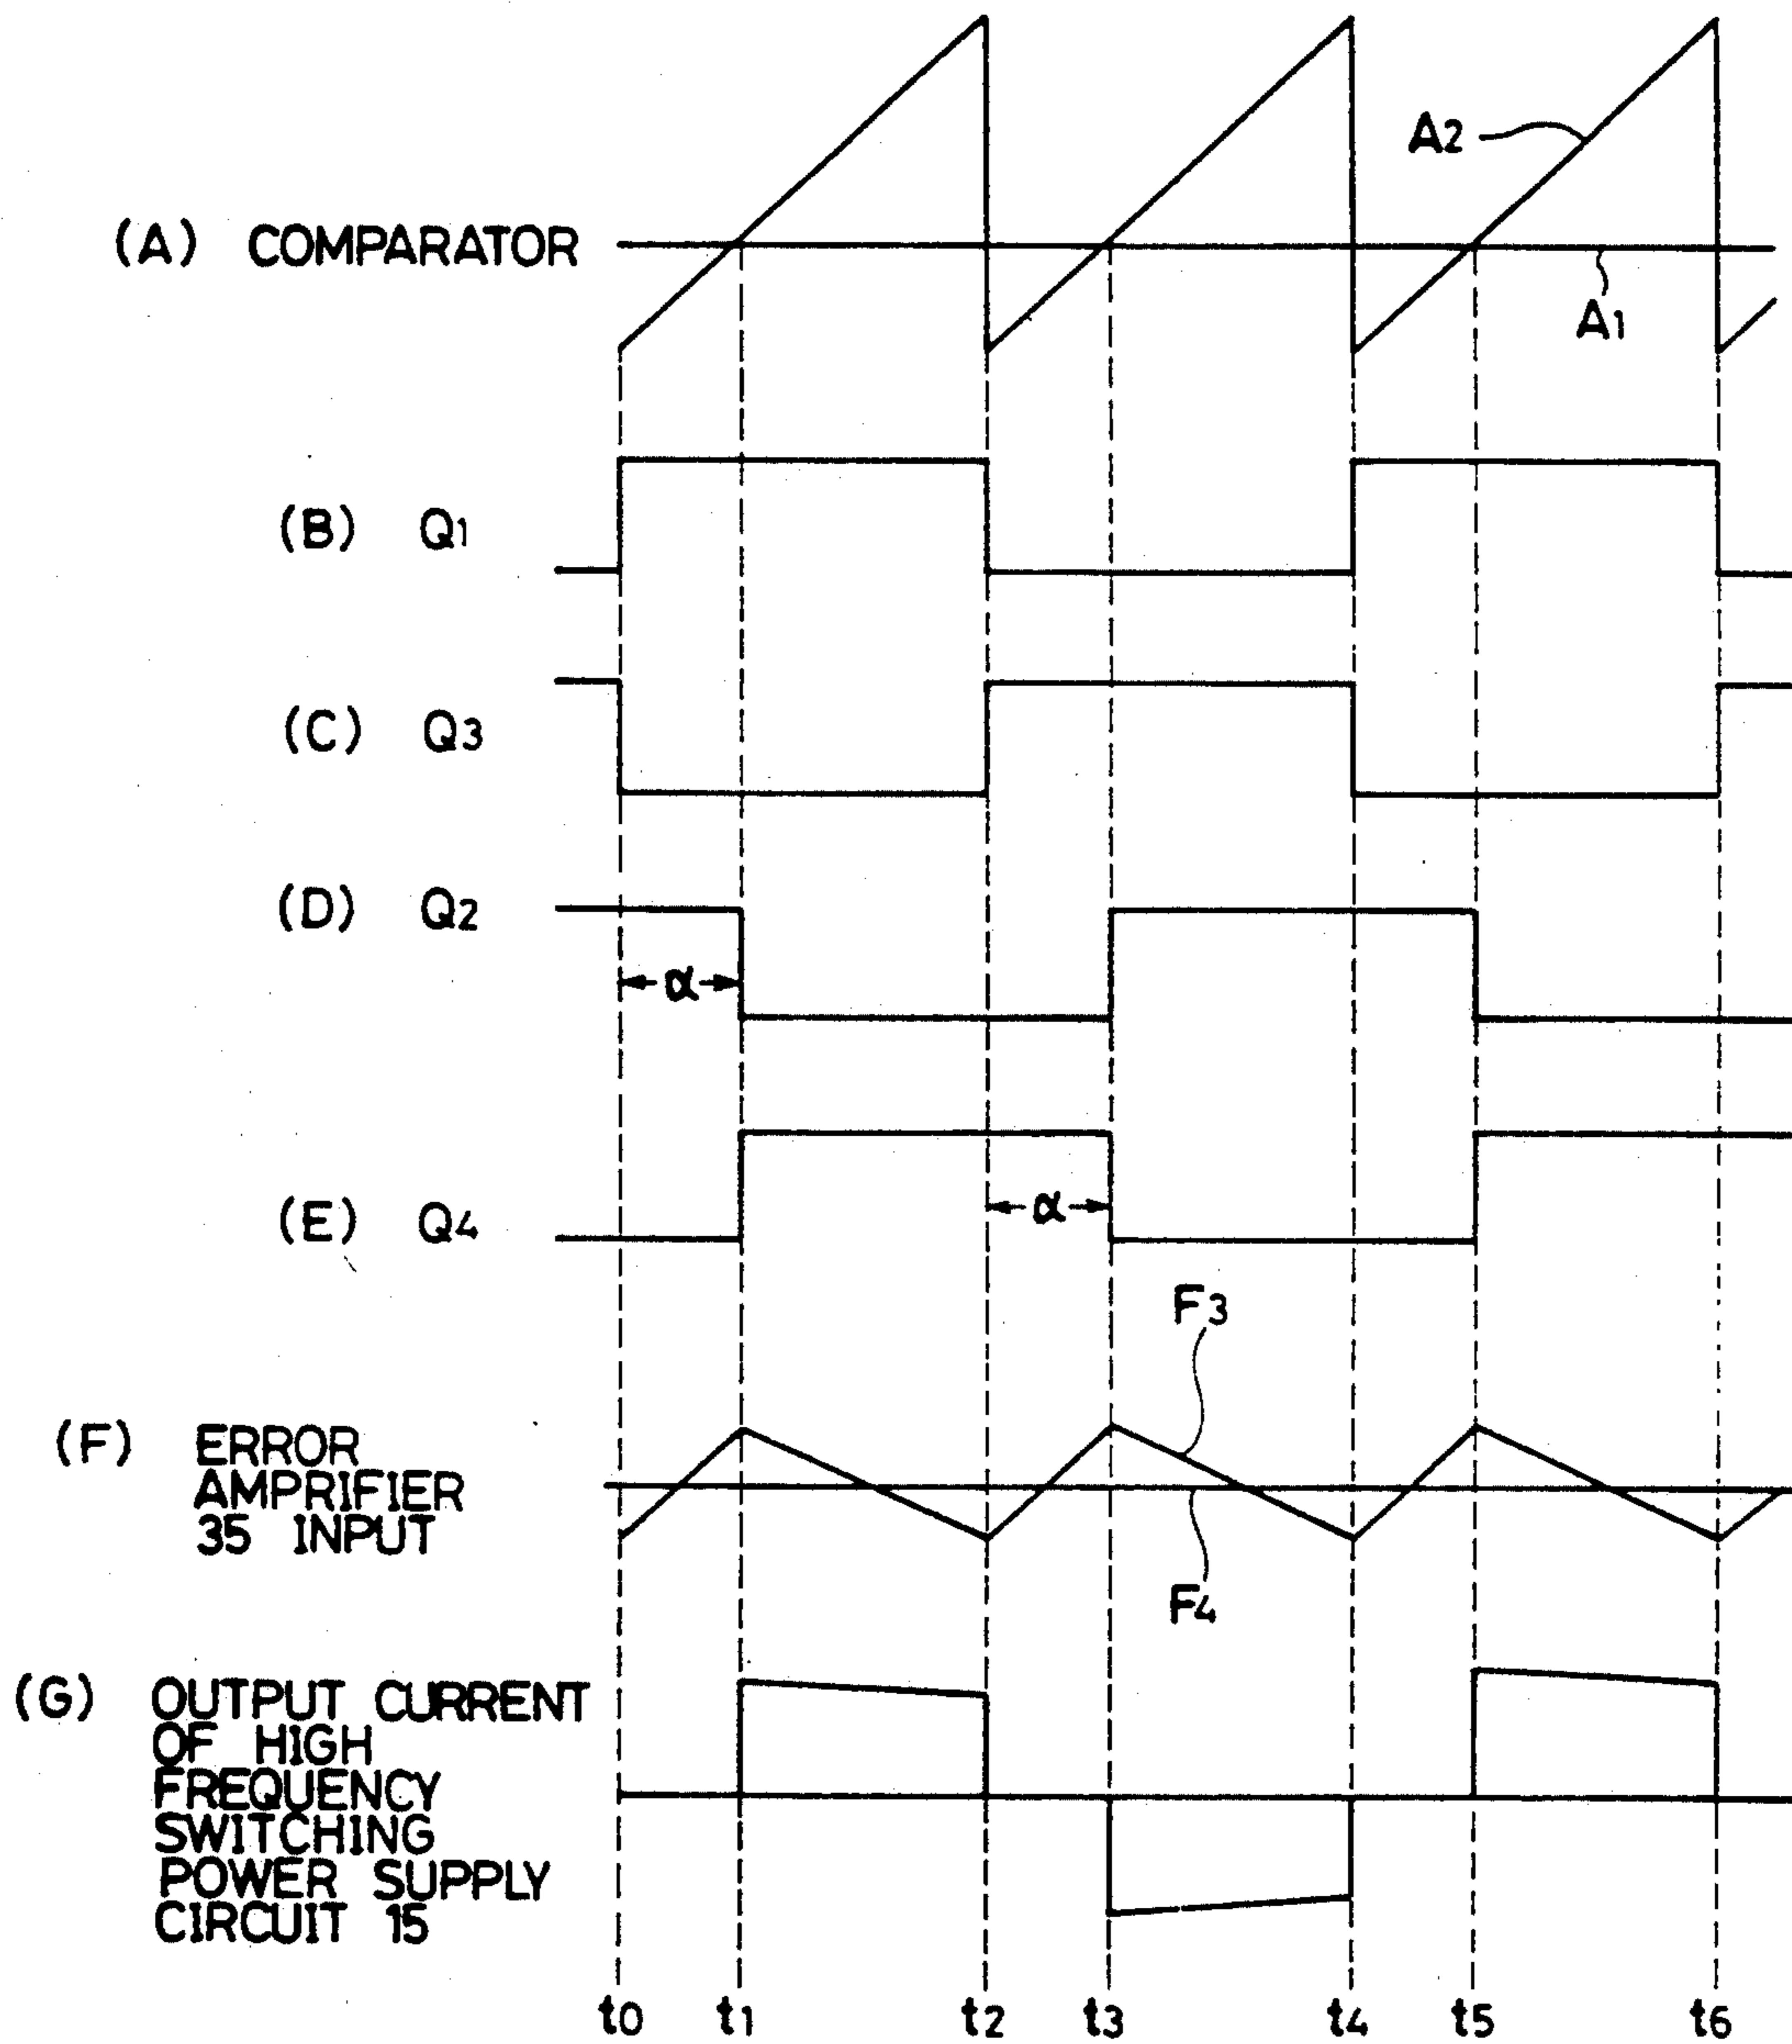 A2
(A) COMPARATOR
A1
(B) Q1
(C) Q3
(D) Q2
α
(E) Q4
α
F3
(F) ERROR
AMPRIFIER
35 INPUT
F4
(G) OUTPUT CURRENT
OF HIGH
FREQUENCY
SWITCHING
POWER SUPPLY
CIRCUIT 15
t0 t1 t2 t3 t4 t5 t6